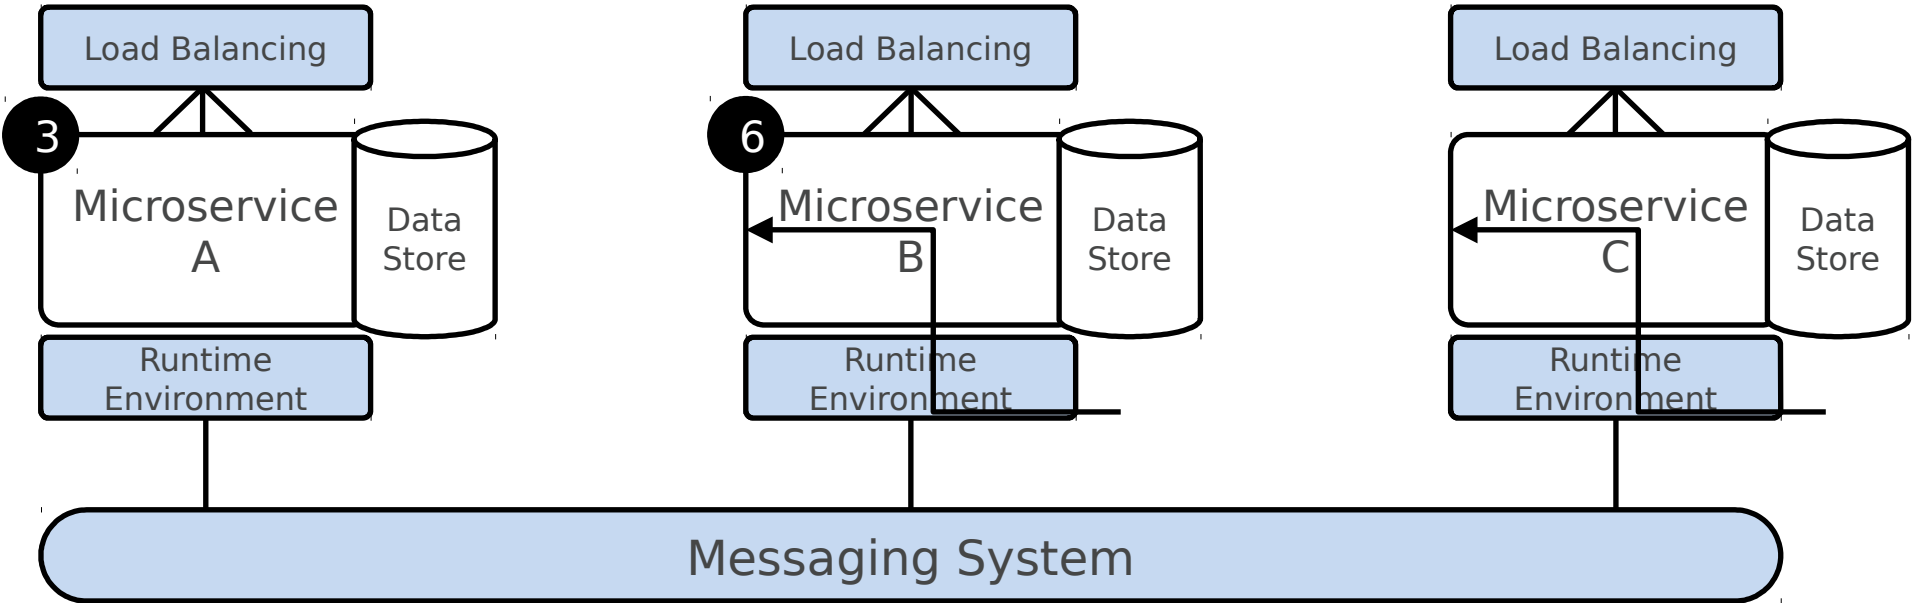 Load Balancing
Load Balancing
Load Balancing
3
6
Microservice
A
Data
Store
Microservice
B
Data
Store
Microservice
C
Data
Store
Runtime
Environment
Runtime
Environment
Runtime
Environment
Messaging System